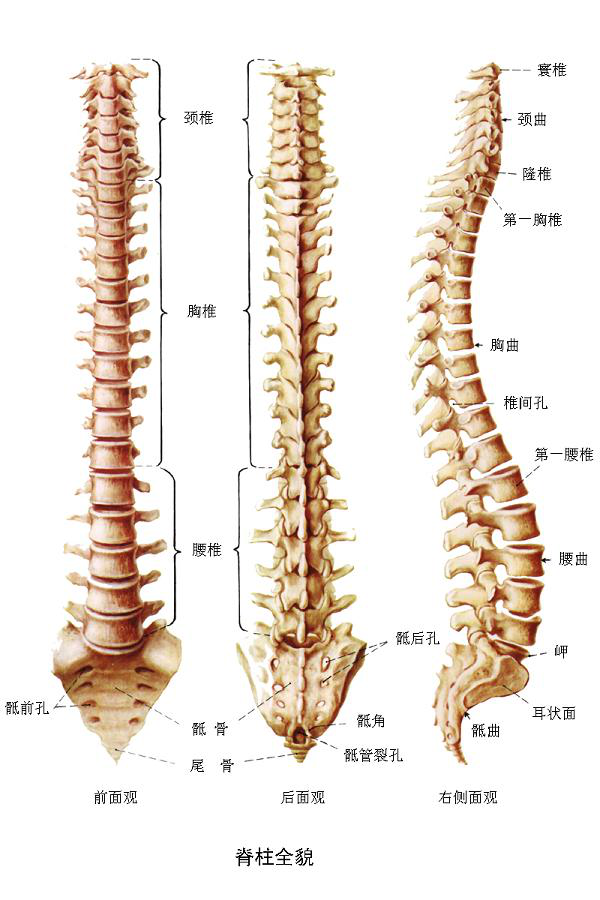 寰椎
颈椎
颈曲
隆椎
第一胸椎
胸椎
胸曲
椎间孔
第一腰椎
腰椎
腰曲
骶后孔
岬
骶前孔
耳状面
骶角
骶骨
骶曲
骶管裂孔
尾骨
前面观
后面观
右侧面观
脊柱全貌